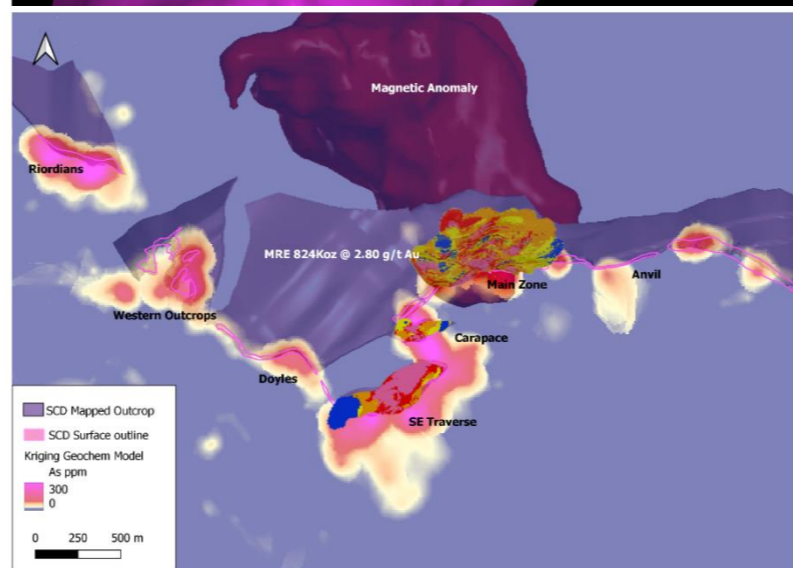 Magnetic Anomaly
Riordians
MRE 824Koz @ 2.80 g/t Au
Main Zone
Anvil
Western Outcrops
Carapace
Doyles
SE Traverse
SCD Mapped Outcrop
SCD Surface outline
Kriging Geochem Model
As ppm
300
0
0 250 500 m